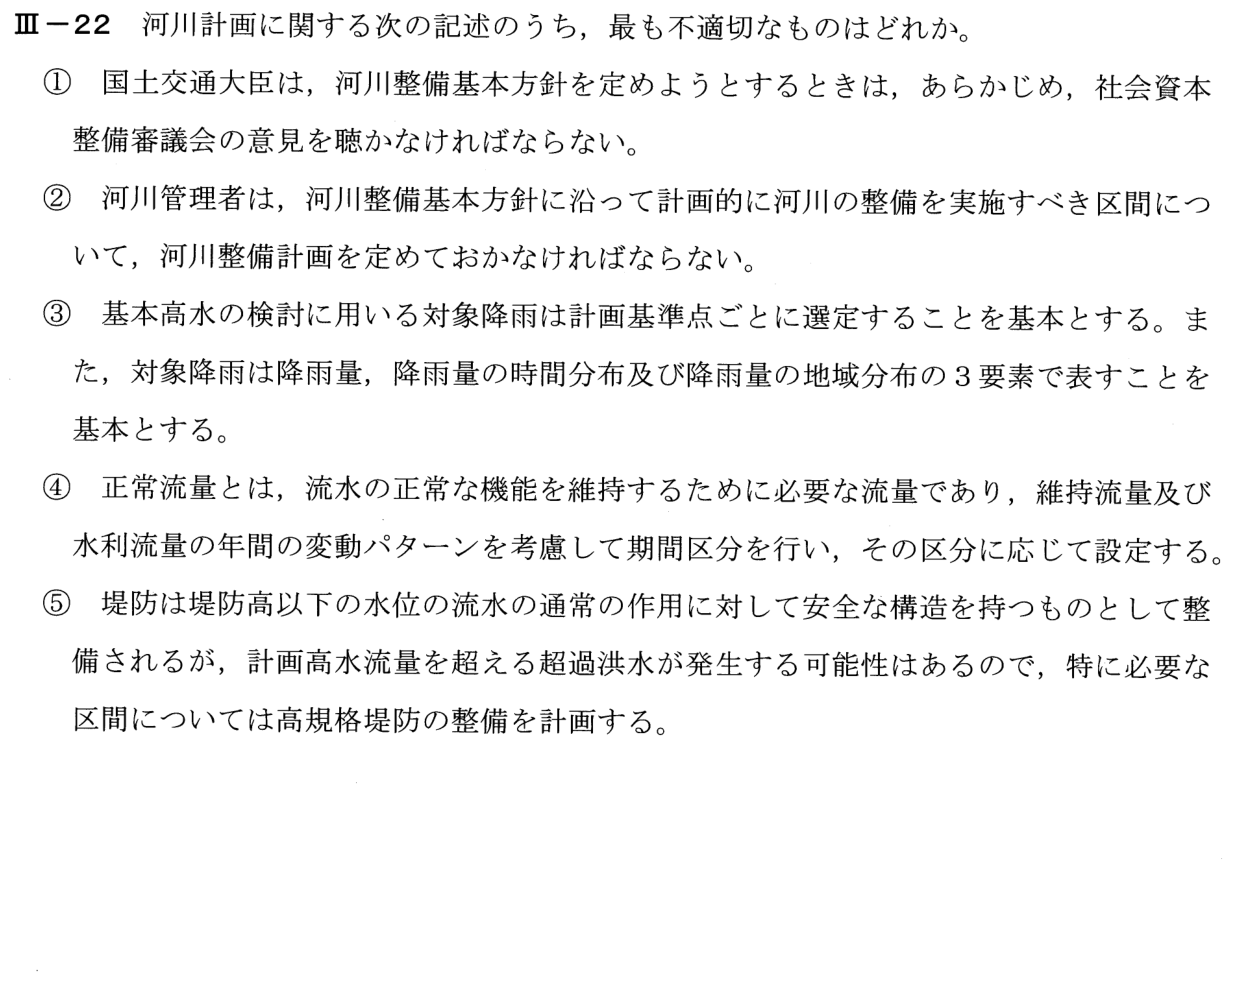 Ⅲ－22　河川計画に関する次の記述のうち，最も不適切なものはどれか。
①　国土交通大臣は，河川整備基本方針を定めようとするときは，あらかじめ，社会資本
整備審議会の意見を聴かなければならない。
②　河川管理者は，河川整備基本方針に沿って計画的に河川の整備を実施すべき区間につ
いて，河川整備計画を定めておかなければならない。
③　基本高水の検討に用いる対象降雨は計画基準点ごとに選定することを基本とする。ま
た，対象降雨は降雨量，降雨量の時間分布及び降雨量の地域分布の３要素で表すことを
基本とする。
④　正常流量とは，流水の正常な機能を維持するために必要な流量であり，維持流量及び
水利流量の年間の変動パターンを考慮して期間区分を行い，その区分に応じて設定する。
⑤　堤防は堤防高以下の水位の流水の通常の作用に対して安全な構造を持つものとして整
備されるが，計画高水流量を超える超過洪水が発生する可能性はあるので，特に必要な
区間については高規格堤防の整備を計画する。